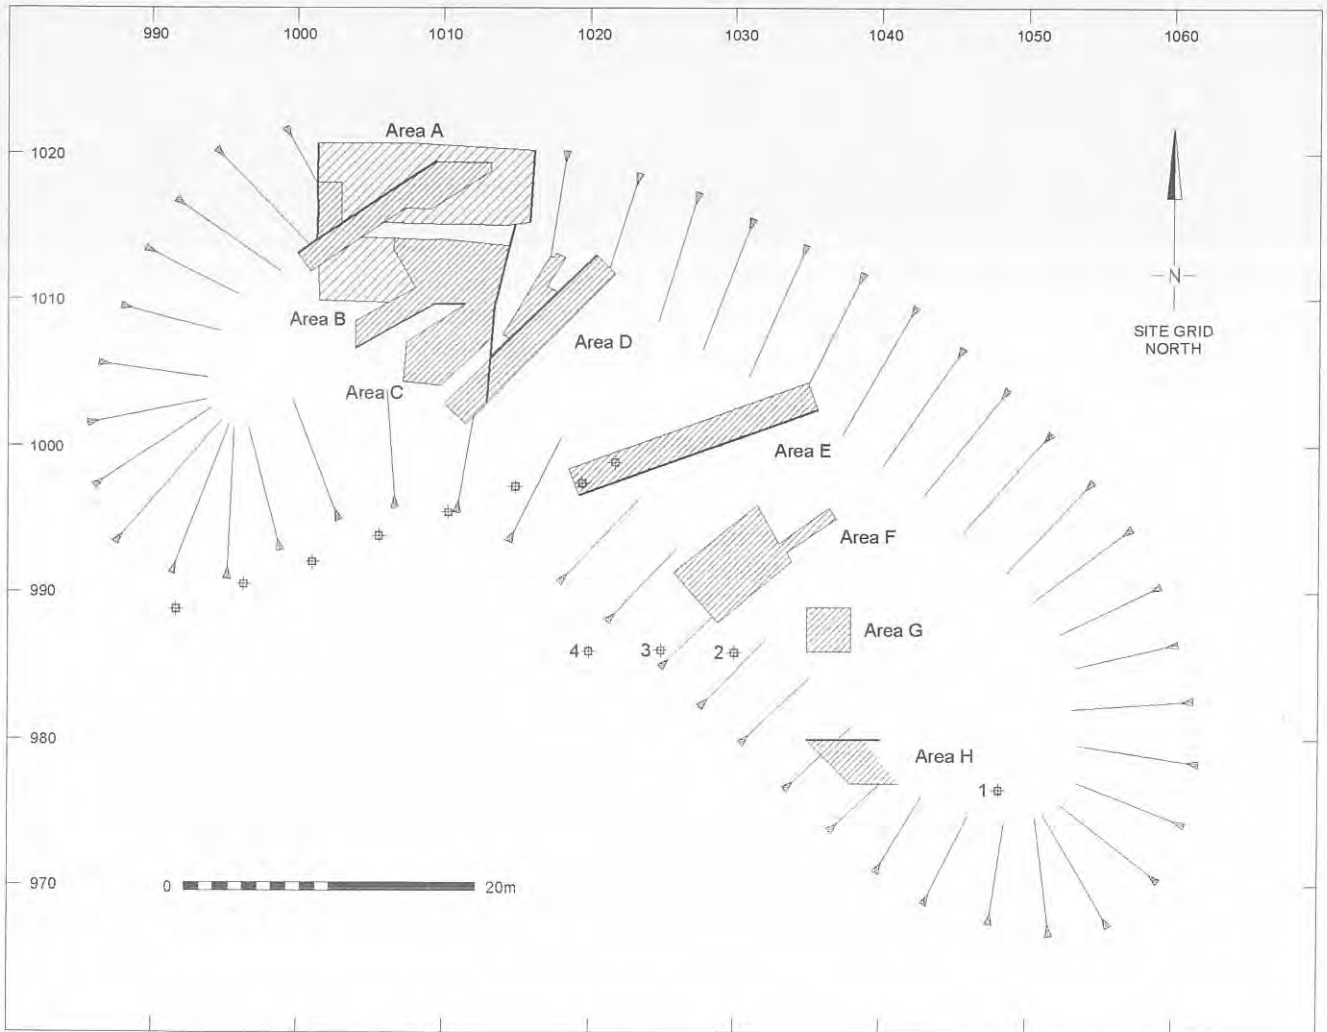 990 1000 1010 1020 1030 1040 1050 1060
1020
1010
1000
990
980
970
Area A
Area B
Area C
Area D
Area E
Area F
Area G
Area H
4 3 2
1
N
SITE GRID
NORTH
0 20m